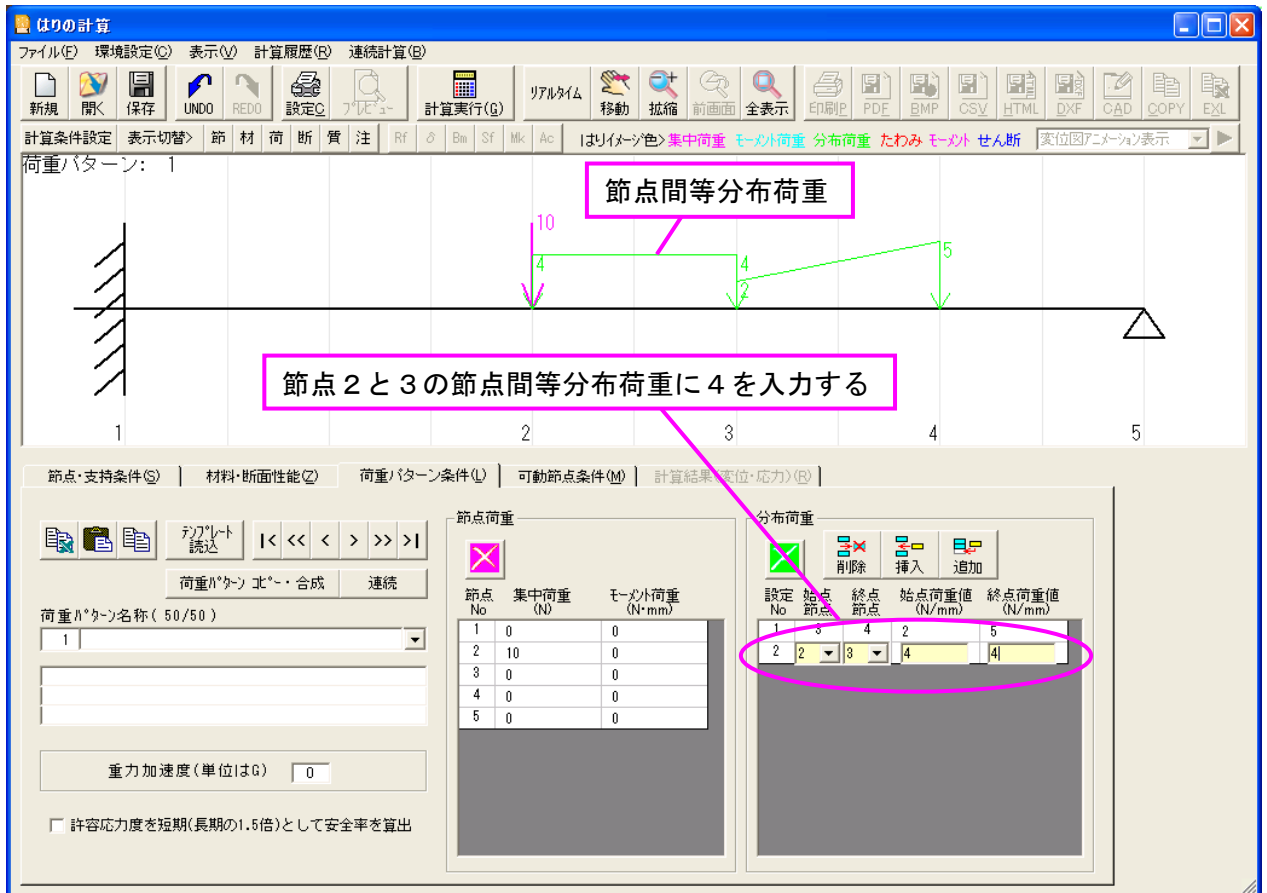 はりの計算
ファイル(F) 環境設定(C) 表示(V) 計算履歴(R) 連続計算(B)
新規 開く 保存 UNDO REDO 設定C プレビュー 計算実行(G) リアルタイム 移動 拡縮 前画面 全表示 印刷P PDF BMP CSV HTML DXF CAD COPY EXL
計算条件設定 表示切替> 節 材 荷 断 質 注 Rf δ Bm Sf Mk Ac はりイメージ色>集中荷重 モーメント荷重 分布荷重 たわみ モーメント せん断 変位図アニメーション表示
荷重パターン: 1
節点間等分布荷重
10
4
4
2
5
節点2と3の節点間等分布荷重に4を入力する
1 2 3 4 5
節点・支持条件(S) 材料・断面性能(Z) 荷重パターン条件(L) 可動節点条件(M) 計算結果(変位・応力)(R)
テンプレート
読込
|< << < > >> >|
荷重パターン コピー・合成 連続
荷重パターン名称( 50/50 )
1
重力加速度(単位はG) 0
許容応力度を短期(長期の1.5倍)として安全率を算出
節点荷重
節点
No
集中荷重
(N)
モーメント荷重
(N・mm)
1 0 0
2 10 0
3 0 0
4 0 0
5 0 0
分布荷重
削除 挿入 追加
設定
No
始点
節点
終点
節点
始点荷重値
(N/mm)
終点荷重値
(N/mm)
1 3 4 2 5
2 2 3 4 4